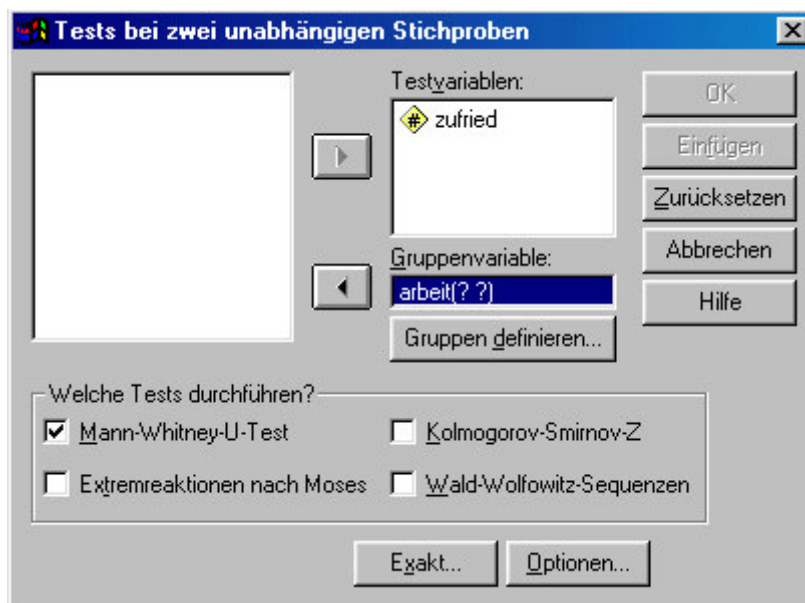 Tests bei zwei unabhängigen Stichproben
Testvariablen:
# zufried
Gruppenvariable:
arbeit(? ?)
Gruppen definieren...
OK
Einfügen
Zurücksetzen
Abbrechen
Hilfe
Welche Tests durchführen?
Mann-Whitney-U-Test
Kolmogorov-Smirnov-Z
Extremreaktionen nach Moses
Wald-Wolfowitz-Sequenzen
Exakt...
Optionen...